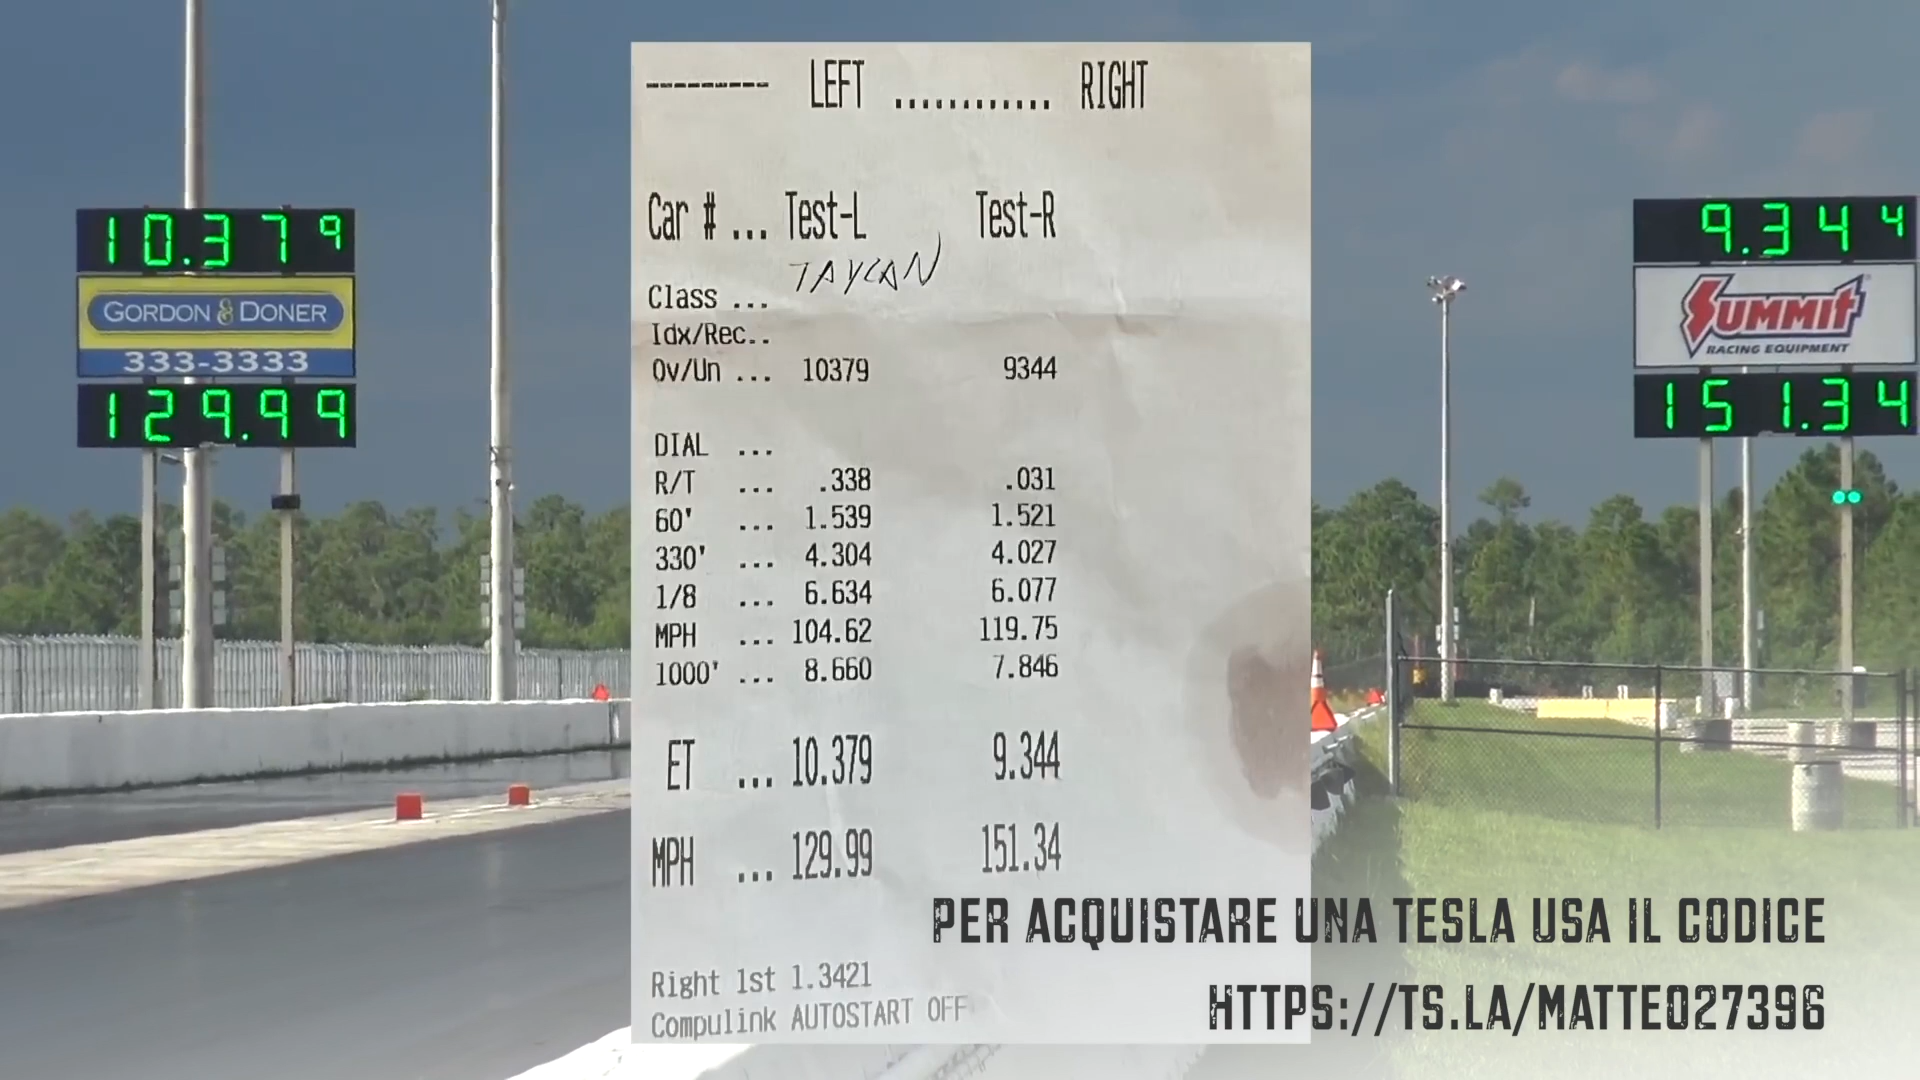 10.379
GORDON & DONER
333-3333
129.99
--------- LEFT ............ RIGHT
Car # ... Test-L Test-R
TAYCAN
Class ...
Idx/Rec..
Ov/Un ... 10379 9344
DIAL ...
R/T ... .338 .031
60' ... 1.539 1.521
330' ... 4.304 4.027
1/8 ... 6.634 6.077
MPH ... 104.62 119.75
1000' ... 8.660 7.846
ET ... 10.379 9.344
MPH ... 129.99 151.34
Right 1st 1.3421
Compulink AUTOSTART OFF
9.344
SUMMIT
RACING EQUIPMENT
151.34
PER ACQUISTARE UNA TESLA USA IL CODICE
HTTPS://TS.LA/MATTEO27396